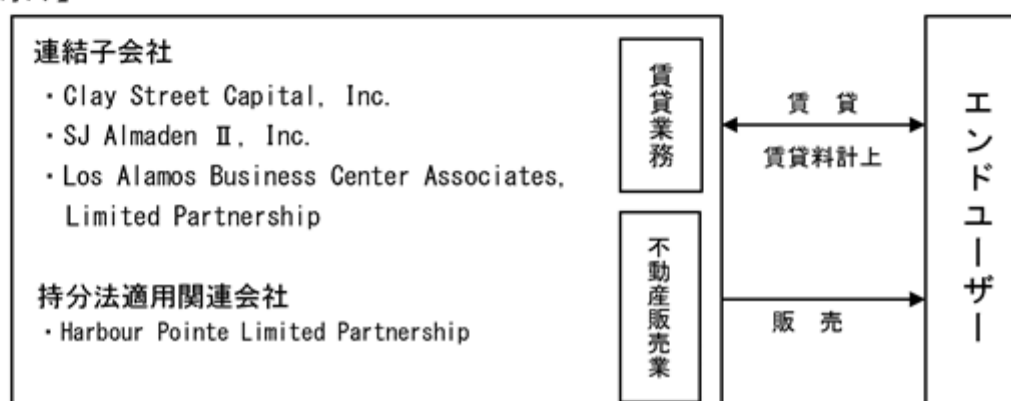 連結子会社
・Clay Street Capital, Inc.
・SJ Almaden Ⅱ, Inc.
・Los Alamos Business Center Associates,
Limited Partnership
持分法適用関連会社
・Harbour Pointe Limited Partnership
賃貸業務
不動産販売業
賃 貸
賃貸料計上
販 売
エンドユーザー